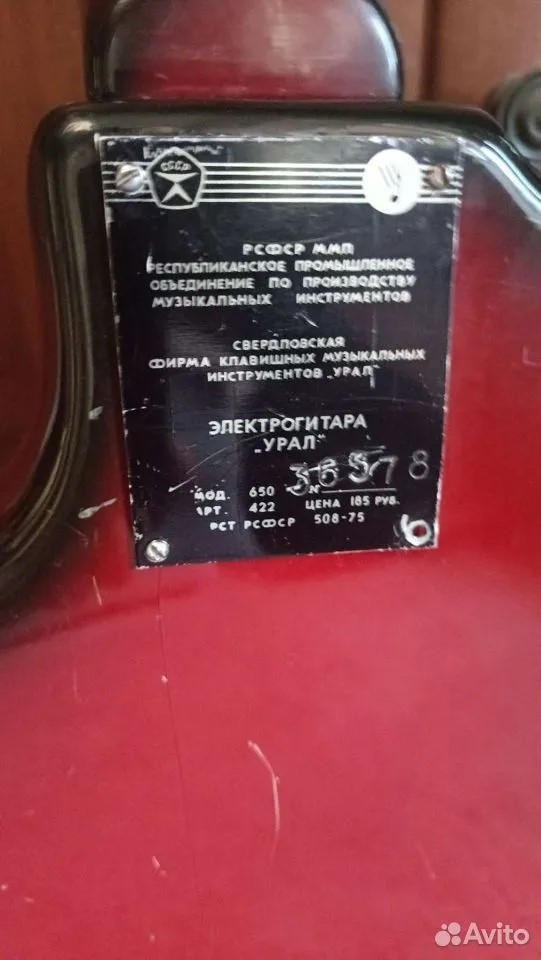 СССР
РСФСР ММП
РЕСПУБЛИКАНСКОЕ ПРОМЫШЛЕННОЕ
ОБЪЕДИНЕНИЕ ПО ПРОИЗВОДСТВУ
МУЗЫКАЛЬНЫХ ИНСТРУМЕНТОВ
СВЕРДЛОВСКАЯ
ФИРМА КЛАВИШНЫХ МУЗЫКАЛЬНЫХ
ИНСТРУМЕНТОВ „УРАЛ"
ЭЛЕКТРОГИТАРА
„УРАЛ"
МОД. 650 №
АРТ. 422 ЦЕНА 185 РУБ.
РСТ РСФСР 508-75
6
Avito